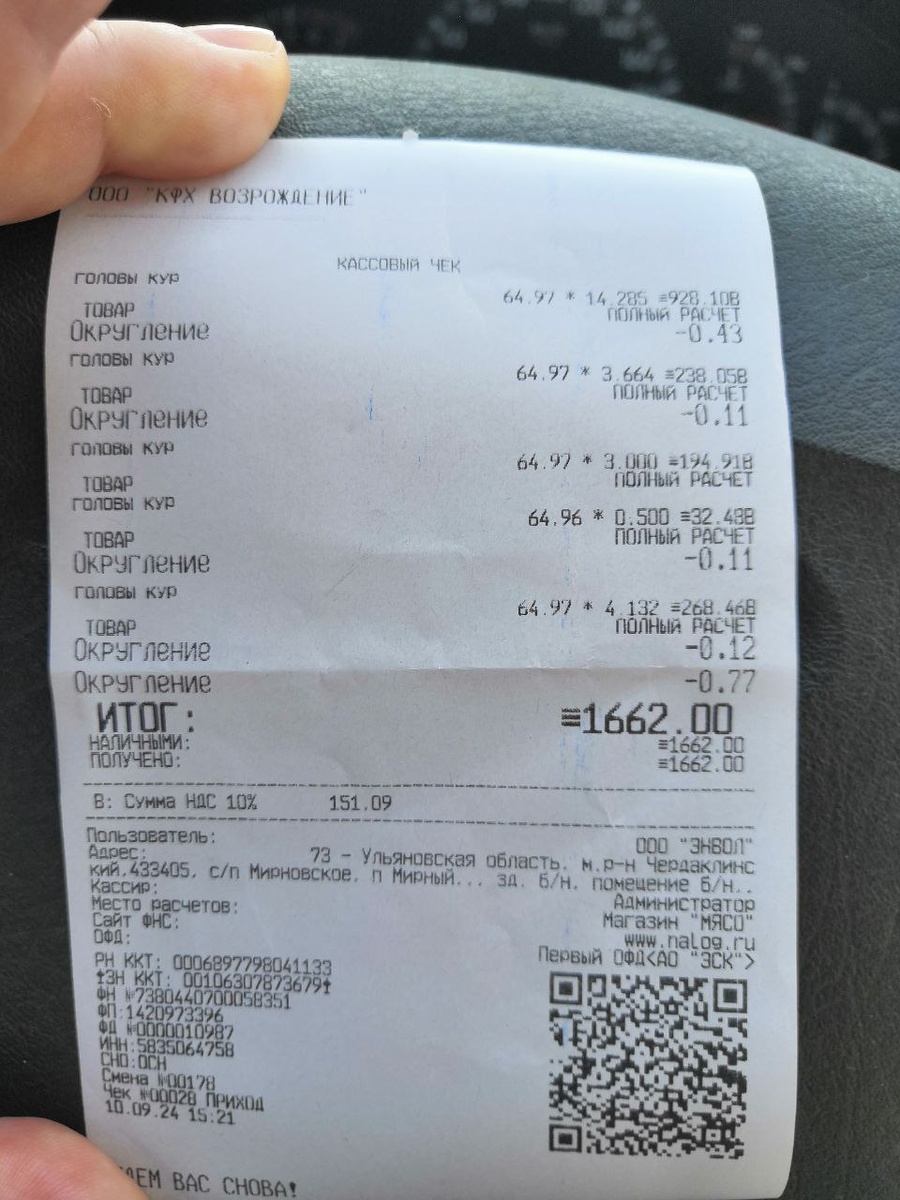 ООО "КФХ ВОЗРОЖДЕНИЕ"
КАССОВЫЙ ЧЕК
ГОЛОВЫ КУР
64.97 * 14.285 ≡928.10В
ТОВАР ПОЛНЫЙ РАСЧЕТ
Округление -0.43
ГОЛОВЫ КУР
64.97 * 3.664 ≡238.05В
ТОВАР ПОЛНЫЙ РАСЧЕТ
Округление -0.11
ГОЛОВЫ КУР
64.97 * 3.000 ≡194.91В
ТОВАР ПОЛНЫЙ РАСЧЕТ
ГОЛОВЫ КУР
64.96 * 0.500 ≡32.48В
ТОВАР ПОЛНЫЙ РАСЧЕТ
Округление -0.11
ГОЛОВЫ КУР
64.97 * 4.132 ≡268.46В
ТОВАР ПОЛНЫЙ РАСЧЕТ
Округление -0.12
Округление -0.77
ИТОГ: ≡1662.00
НАЛИЧНЫМИ: ≡1662.00
ПОЛУЧЕНО: ≡1662.00
В: Сумма НДС 10% 151.09
Пользователь: ООО "ЭНВОЛ"
Адрес: 73 - Ульяновская область, м.р-н Чердаклинс
кий,433405, с/п Мирновское, п Мирный... зд. б/н, помещение б/н..
Кассир: Администратор
Место расчетов: Магазин "МЯСО"
Сайт ФНС: www.nalog.ru
ОФД: Первый ОФД<АО "ЭСК">
РН ККТ: 0006897798041133
ЗН ККТ: 00106307873679
ФН №7380440700058351
ФП:1420973396
ФД №0000010987
ИНН:5835064758
СНО:ОСН
Смена №00178
Чек №00028 ПРИХОД
10.09.24 15:21
ВАС СНОВА!